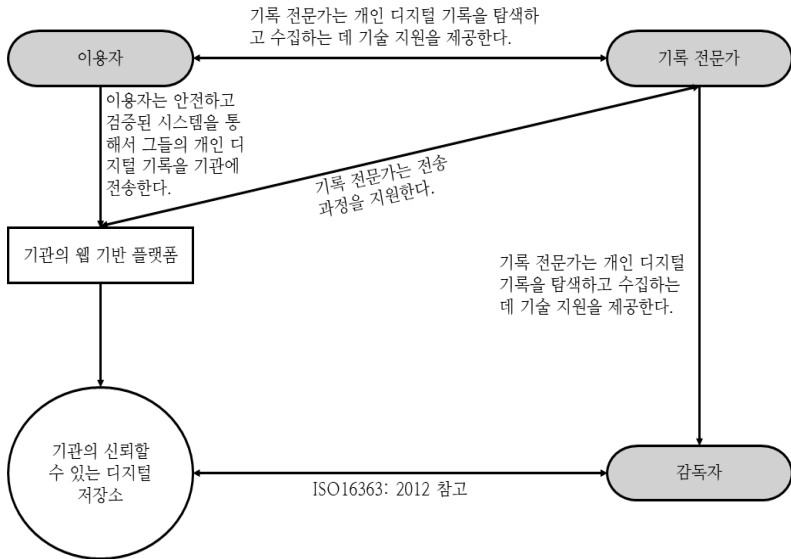 기록 전문가는 개인 디지털 기록을 탐색하
고 수집하는 데 기술 지원을 제공한다.
이용자
기록 전문가
이용자는 안전하고
검증된 시스템을 통
해서 그들의 개인 디
지털 기록을 기관에
전송한다.
기록 전문가는 전송
과정을 지원한다.
기관의 웹 기반 플랫폼
기록 전문가는 개인 디지털
기록을 탐색하고 수집하는
데 기술 지원을 제공한다.
기관의 신뢰할
수 있는 디지털
저장소
감독자
ISO16363: 2012 참고